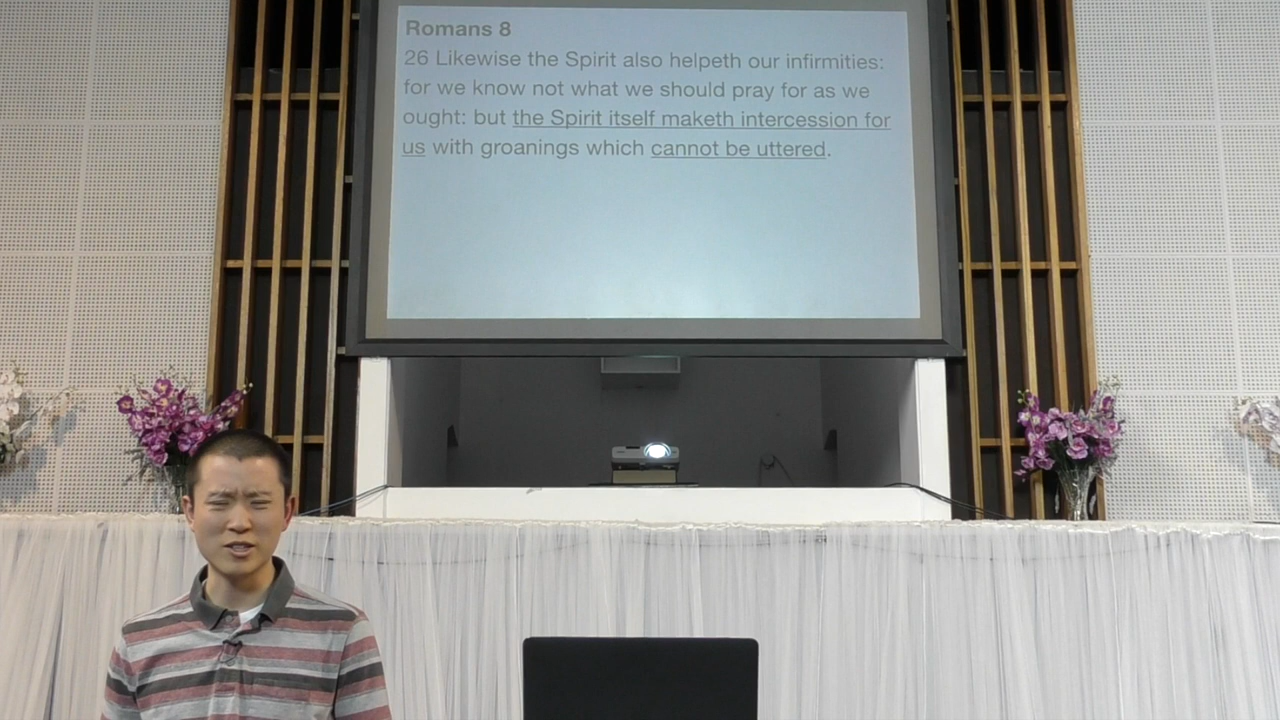 Romans 8
26 Likewise the Spirit also helpeth our infirmities:
for we know not what we should pray for as we
ought: but the Spirit itself maketh intercession for
us with groanings which cannot be uttered.